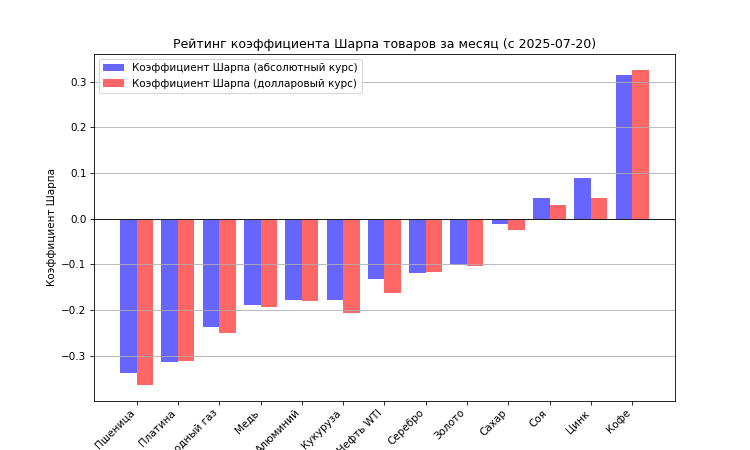 Рейтинг коэффициента Шарпа товаров за месяц (с 2025-07-20)
Коэффициент Шарпа (абсолютный курс)
Коэффициент Шарпа (долларовый курс)
Коэффициент Шарпа
0.3
0.2
0.1
0.0
−0.1
−0.2
−0.3
Пшеница
Платина
одный газ
Медь
Алюминий
Кукуруза
Нефть WTI
Серебро
Золото
Сахар
Соя
Цинк
Кофе